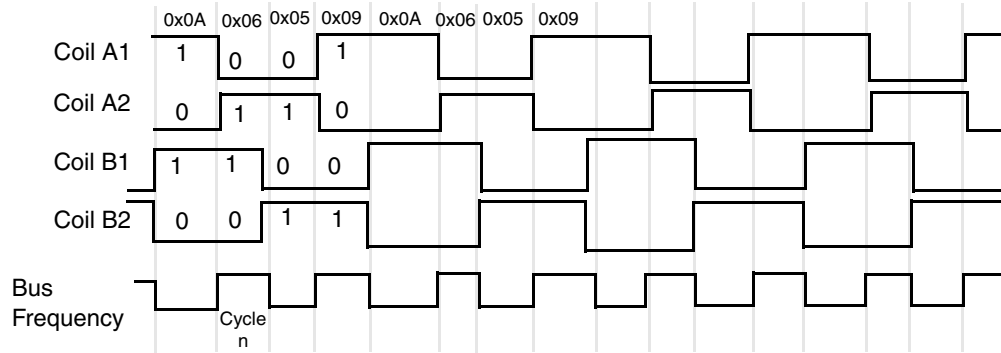 0x0A 0x06 0x05 0x09 0x0A 0x06 0x05 0x09
Coil A1 1 0 0 1
Coil A2 0 1 1 0
Coil B1 1 1 0 0
Coil B2 0 0 1 1
Bus
Frequency
Cycle
n